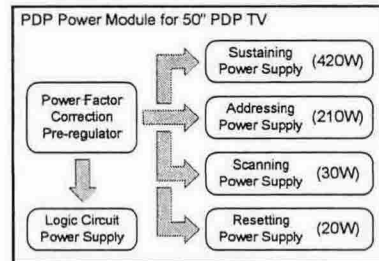 PDP Power Module for 50" PDP TV
Sustaining
Power Supply (420W)
Power Factor
Correction
Pre-regulator
Addressing
Power Supply (210W)
Scanning
Power Supply (30W)
Logic Circuit
Power Supply
Resetting
Power Supply (20W)